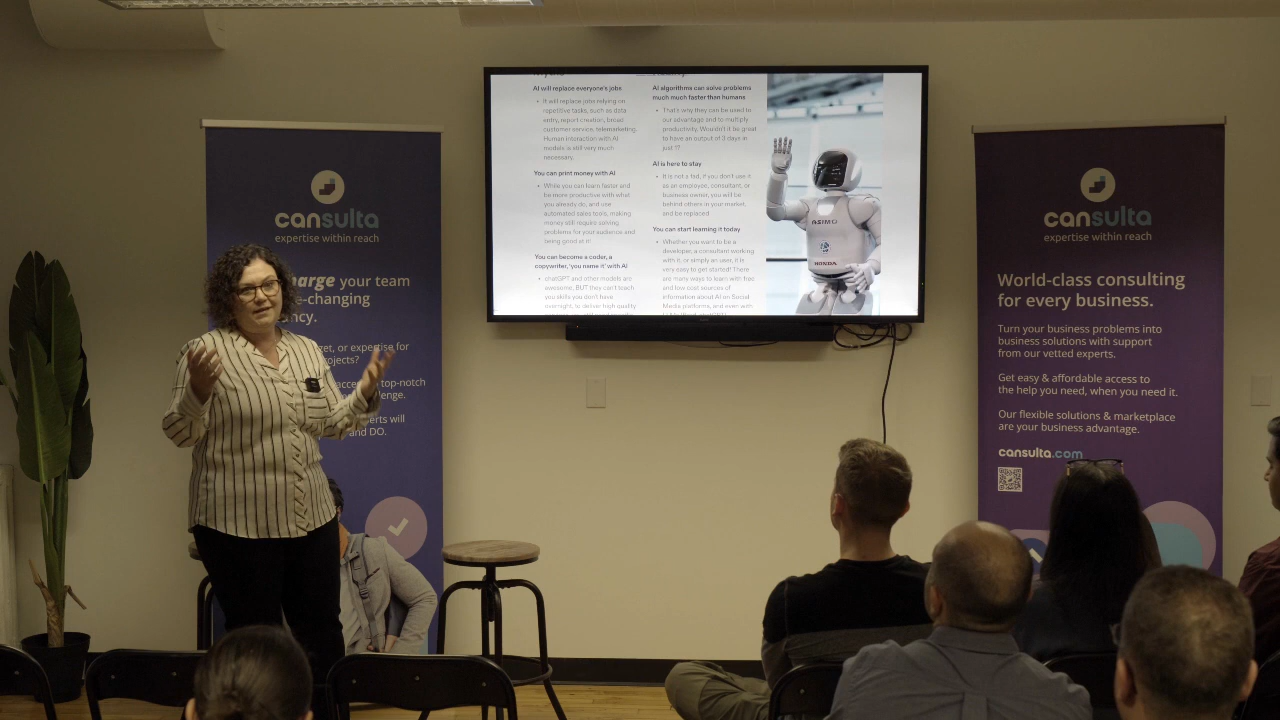 cansulta
expertise within reach
harge your team
e-changing
ncy.
get, or expertise for
rojects?
access top-notch
lenge.
erts will
and DO.
AI will replace everyone's jobs
• It will replace jobs relying on
repetitive tasks, such as data
entry, report creation, broad
customer service, telemarketing.
Human interaction with AI
models is still very much
necessary.
You can print money with AI
• While you can learn faster and
be more productive with what
you already do, and use
automated sales tools, making
money still require solving
problems for your audience and
being good at it!
You can become a coder, a
copywriter, 'you name it' with AI
• chatGPT and other models are
awesome, BUT they can't teach
you skills you don't have
overnight, to deliver high quality
AI algorithms can solve problems
much much faster than humans
• That's why they can be used to
our advantage and to multiply
productivity. Wouldn't it be great
to have an output of 3 days in
just 1?
AI is here to stay
• It is not a fad, if you don't use it
as an employee, consultant, or
business owner, you will be
behind others in your market,
and be replaced
You can start learning it today
• Whether you want to be a
developer, a consultant working
with it, or simply an user, it is
very easy to get started! There
are many ways to learn with free
and low cost sources of
information about AI on Social
Media platforms, and even with
ASIMO
HONDA
cansulta
expertise within reach
World-class consulting
for every business.
Turn your business problems into
business solutions with support
from our vetted experts.
Get easy & affordable access to
the help you need, when you need it.
Our flexible solutions & marketplace
are your business advantage.
cansulta.com